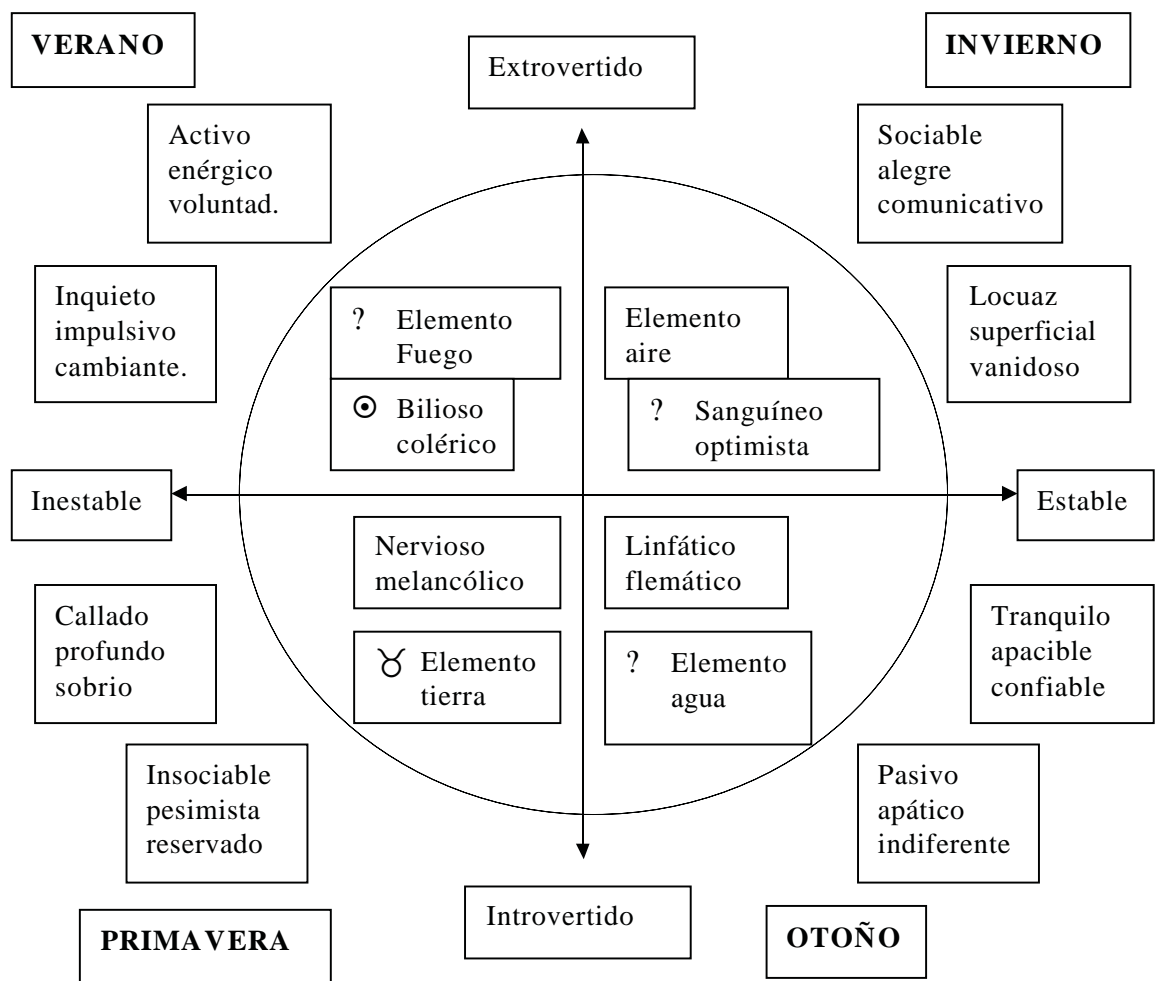 VERANO
INVIERNO
Extrovertido
Activo
enérgico
voluntad.
Sociable
alegre
comunicativo
Inquieto
impulsivo
cambiante.
? Elemento
Fuego
Elemento
aire
Locuaz
superficial
vanidoso
☉ Bilioso
colérico
? Sanguíneo
optimista
Inestable
Estable
Nervioso
melancólico
Linfático
flemático
Callado
profundo
sobrio
♉ Elemento
tierra
? Elemento
agua
Tranquilo
apacible
confiable
Insociable
pesimista
reservado
Pasivo
apático
indiferente
Introvertido
PRIMAVERA
OTOÑO